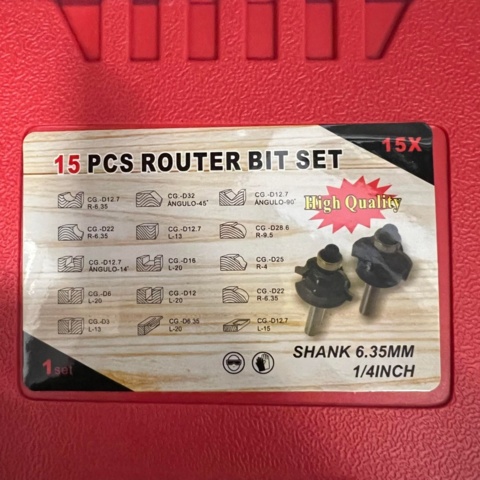 15 PCS ROUTER BIT SET
15X
High Quality
CG.-D12.7
R-6.35
CG.-D32
ÁNGULO-45°
CG.-D12.7
ÁNGULO-90°
CG.-D22
R-6.35
CG.-D12.7
L-13
CG.-D28.6
R-9.5
CG.-D12.7
ÁNGULO-14°
CG.-D16
L-20
CG.-D25
R-4
CG.-D6
L-20
CG.-D12
L-20
CG.-D22
R-6.35
CG.-D3
L-13
CG.-D6.35
L-20
CG.-D12.7
L-15
1set
SHANK 6.35MM
1/4INCH